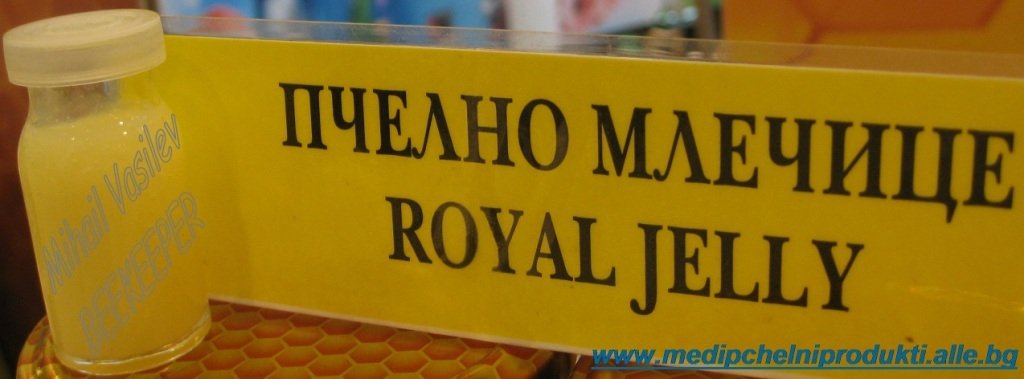 ПЧЕЛНО МЛЕЧИЦЕ
ROYAL JELLY
Mihail Vasilev
BEEKEEPER
www.medipchelniprodukti.alle.bg